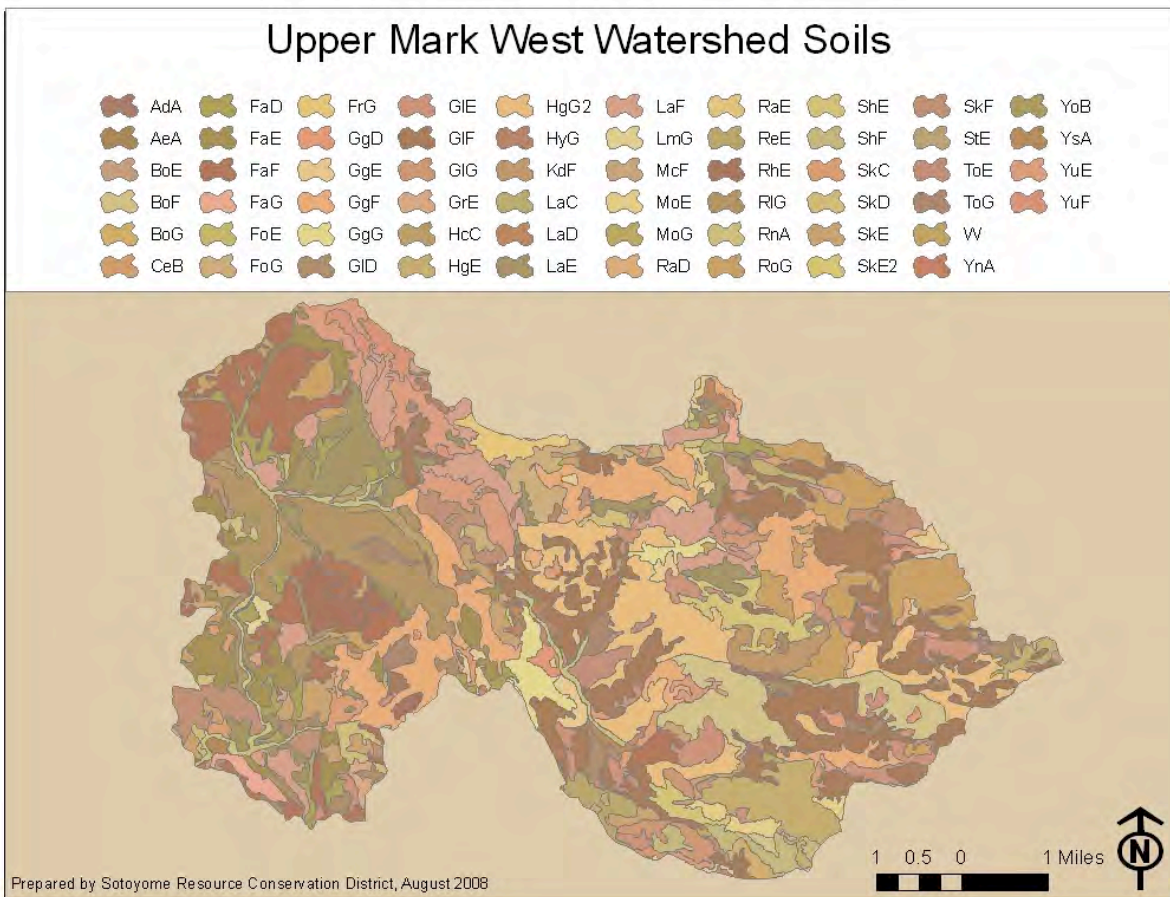 Upper Mark West Watershed Soils
AdA FaD FrG GlE HgG2 LaF RaE ShE SkF YoB
AeA FaE GgD GlF HyG LmG ReE ShF StE YsA
BoE FaF GgE GlG KdF McF RhE SkC ToE YuE
BoF FaG GgF GrE LaC MoE RlG SkD ToG YuF
BoG FoE GgG HcC LaD MoG RnA SkE W
CeB FoG GlD HgE LaE RaD RoG SkE2 YnA
1 0.5 0 1 Miles
N
Prepared by Sotoyome Resource Conservation District, August 2008